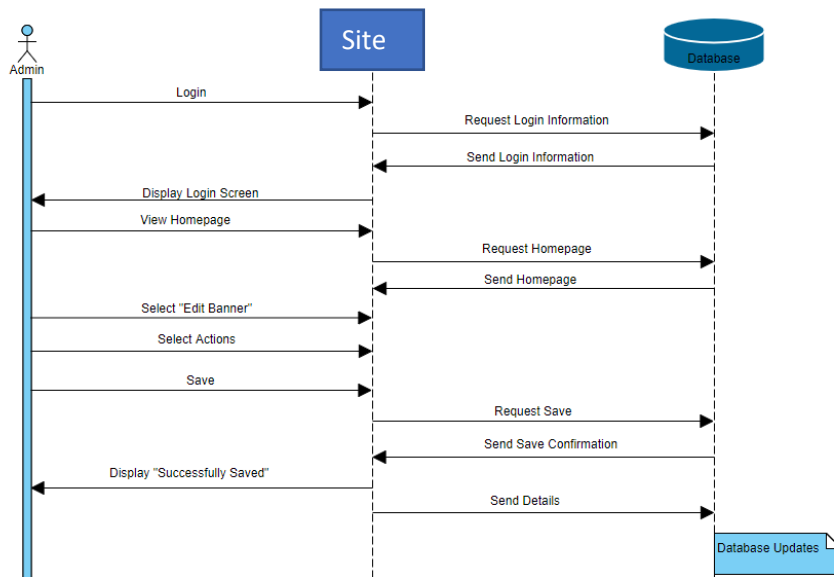 Site
Database
Admin
Login
Request Login Information
Send Login Information
Display Login Screen
View Homepage
Request Homepage
Send Homepage
Select "Edit Banner"
Select Actions
Save
Request Save
Send Save Confirmation
Display "Successfully Saved"
Send Details
Database Updates